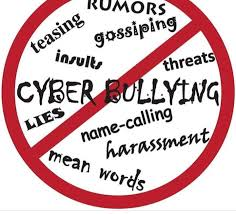 RUMORS
teasing
gossiping
insults
threats
CYBER BULLYING
LIES
name-calling
harassment
mean words